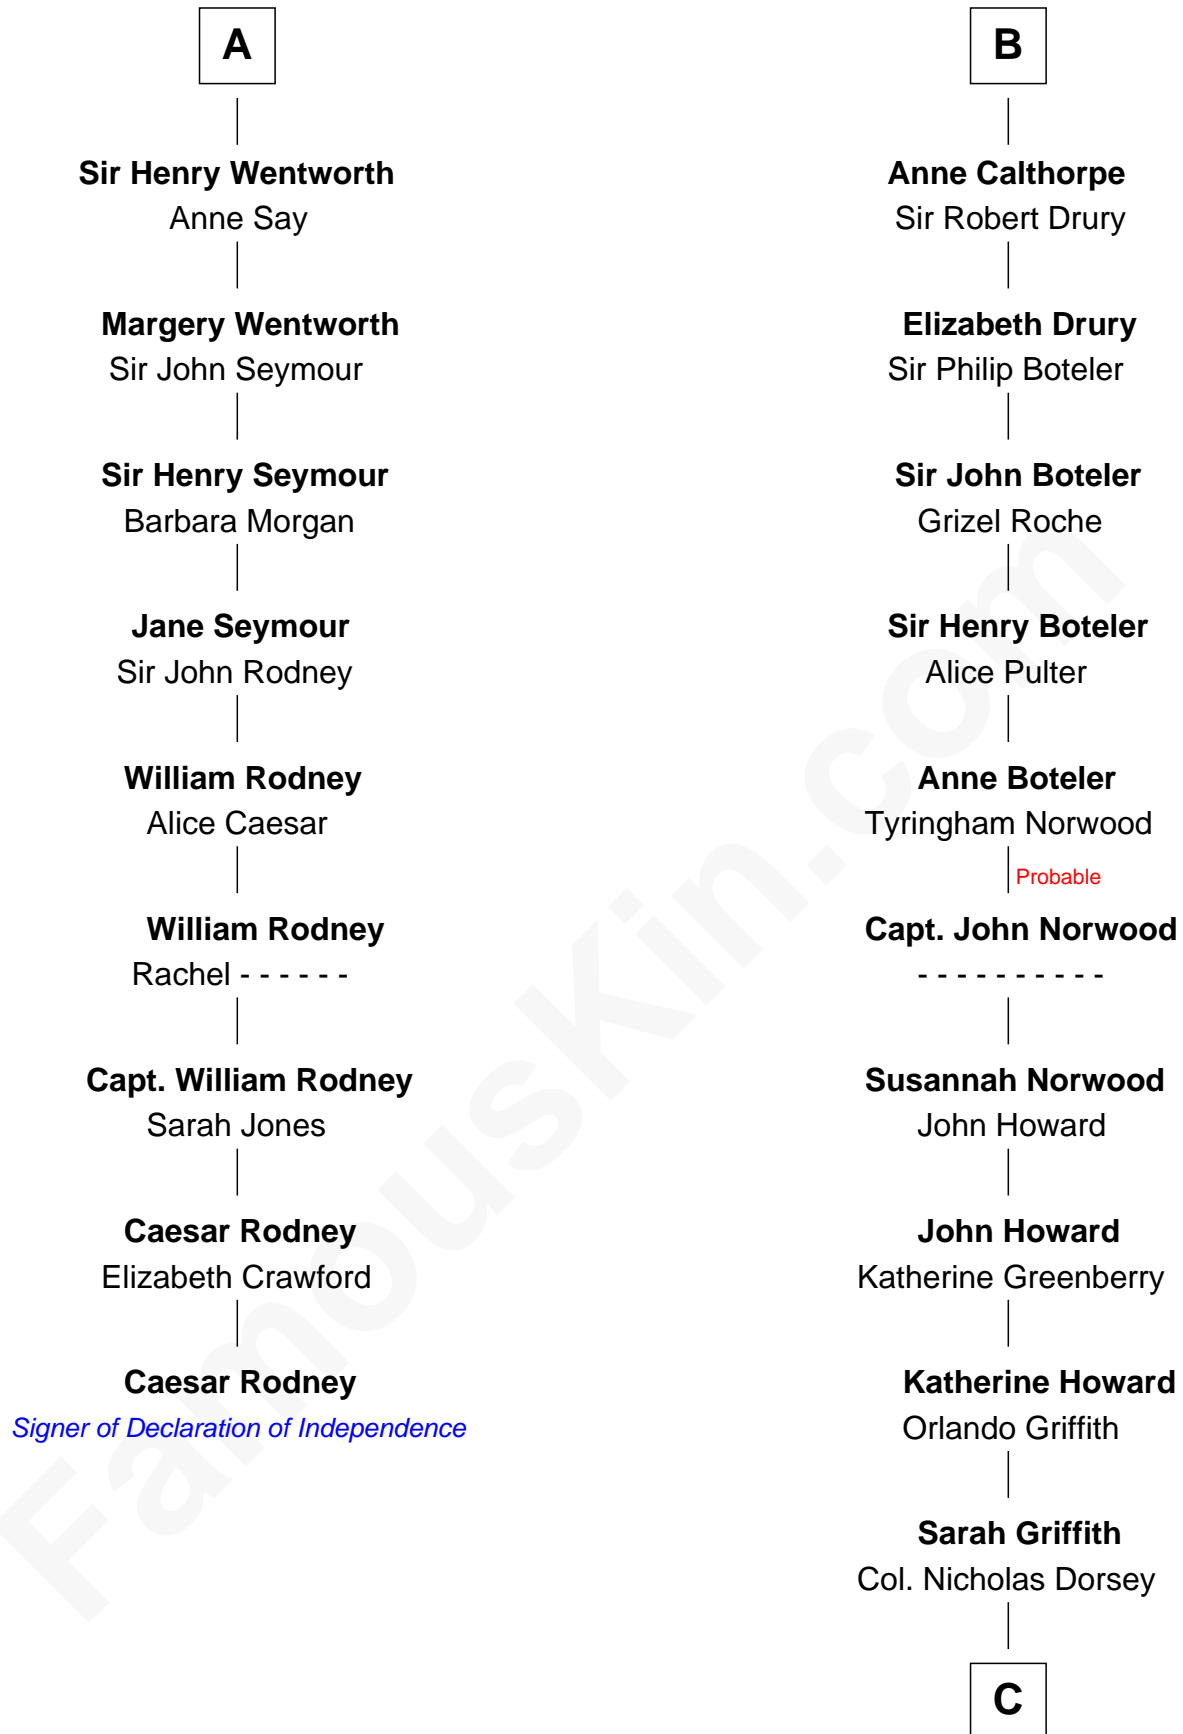 A
Sir Henry Wentworth
Anne Say
Margery Wentworth
Sir John Seymour
Sir Henry Seymour
Barbara Morgan
Jane Seymour
Sir John Rodney
William Rodney
Alice Caesar
William Rodney
Rachel - - - - - -
Capt. William Rodney
Sarah Jones
Caesar Rodney
Elizabeth Crawford
Caesar Rodney
Signer of Declaration of Independence
B
Anne Calthorpe
Sir Robert Drury
Elizabeth Drury
Sir Philip Boteler
Sir John Boteler
Grizel Roche
Sir Henry Boteler
Alice Pulter
Anne Boteler
Tyringham Norwood
Probable
Capt. John Norwood
- - - - - - - - - -
Susannah Norwood
John Howard
John Howard
Katherine Greenberry
Katherine Howard
Orlando Griffith
Sarah Griffith
Col. Nicholas Dorsey
C
FamousKin.com